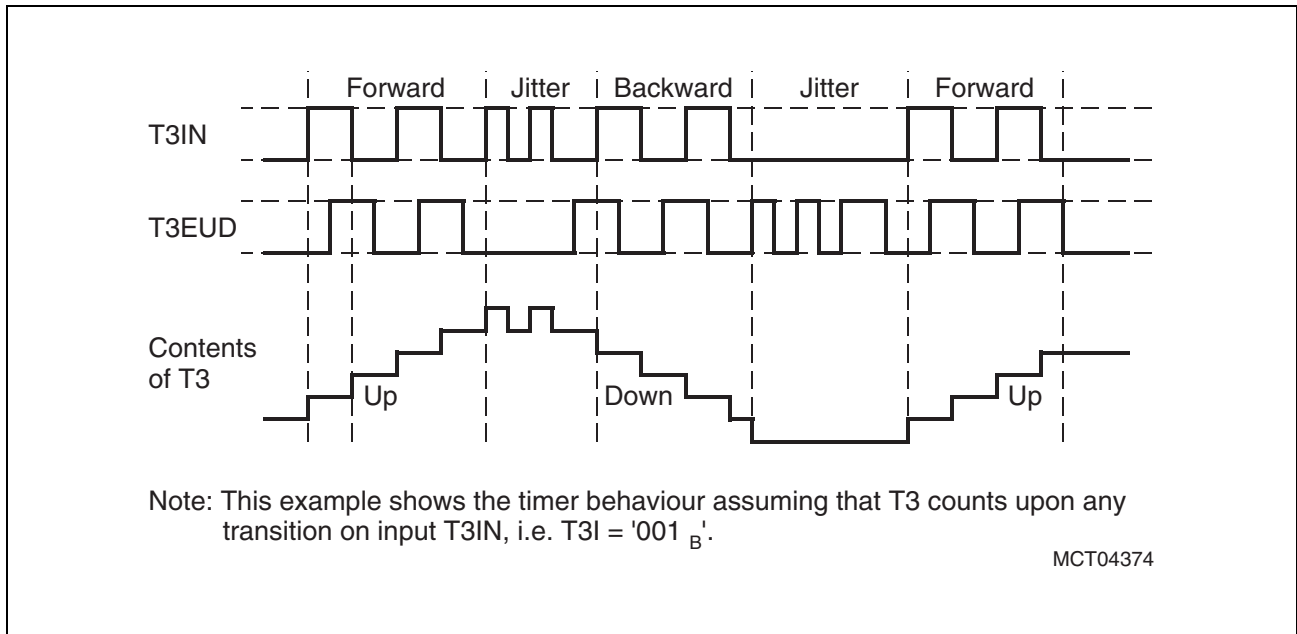 Forward Jitter Backward Jitter Forward
T3IN
T3EUD
Contents
of T3
Up Down Up
Note: This example shows the timer behaviour assuming that T3 counts upon any
transition on input T3IN, i.e. T3I = '001 B'.
MCT04374